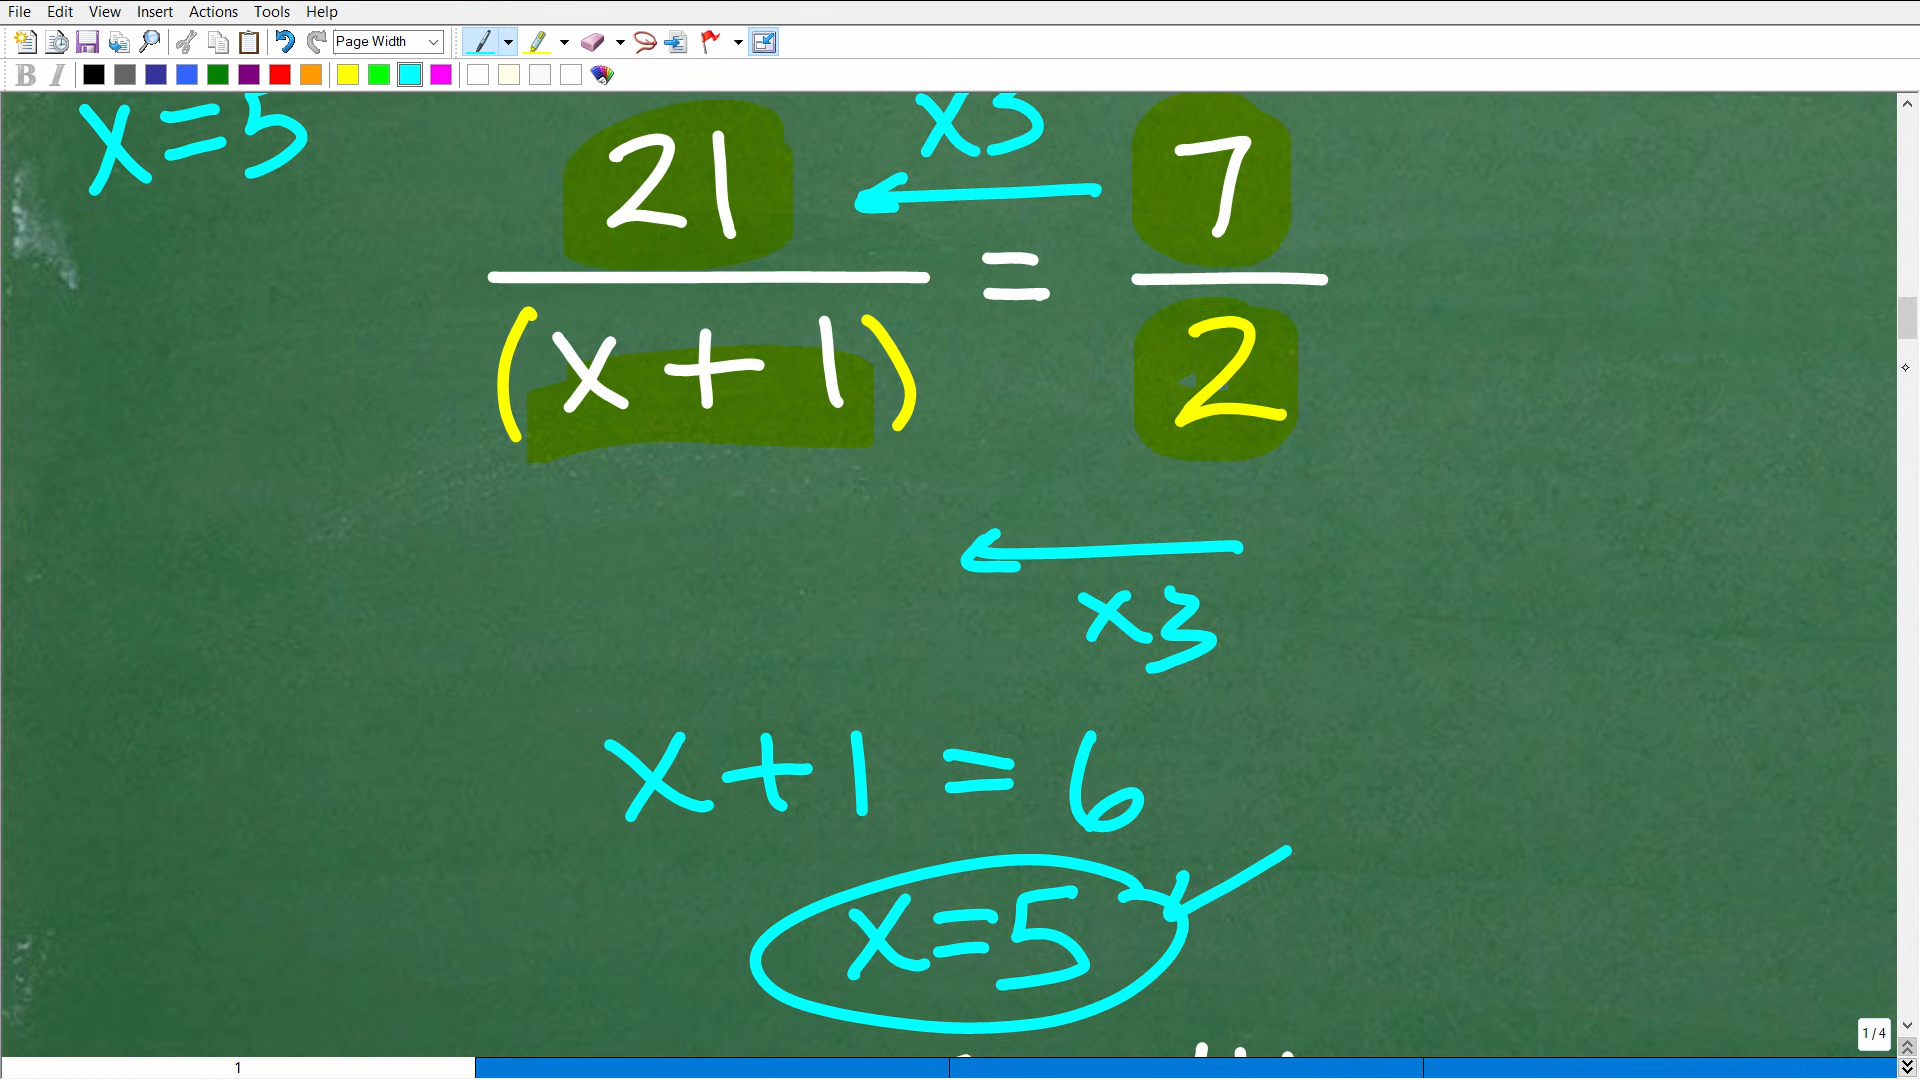 File Edit View Insert Actions Tools Help
Page Width
B I
x=5
x3
21 = 7
(x+1) 2
x3
x+1=6
x=5
1 / 4
1